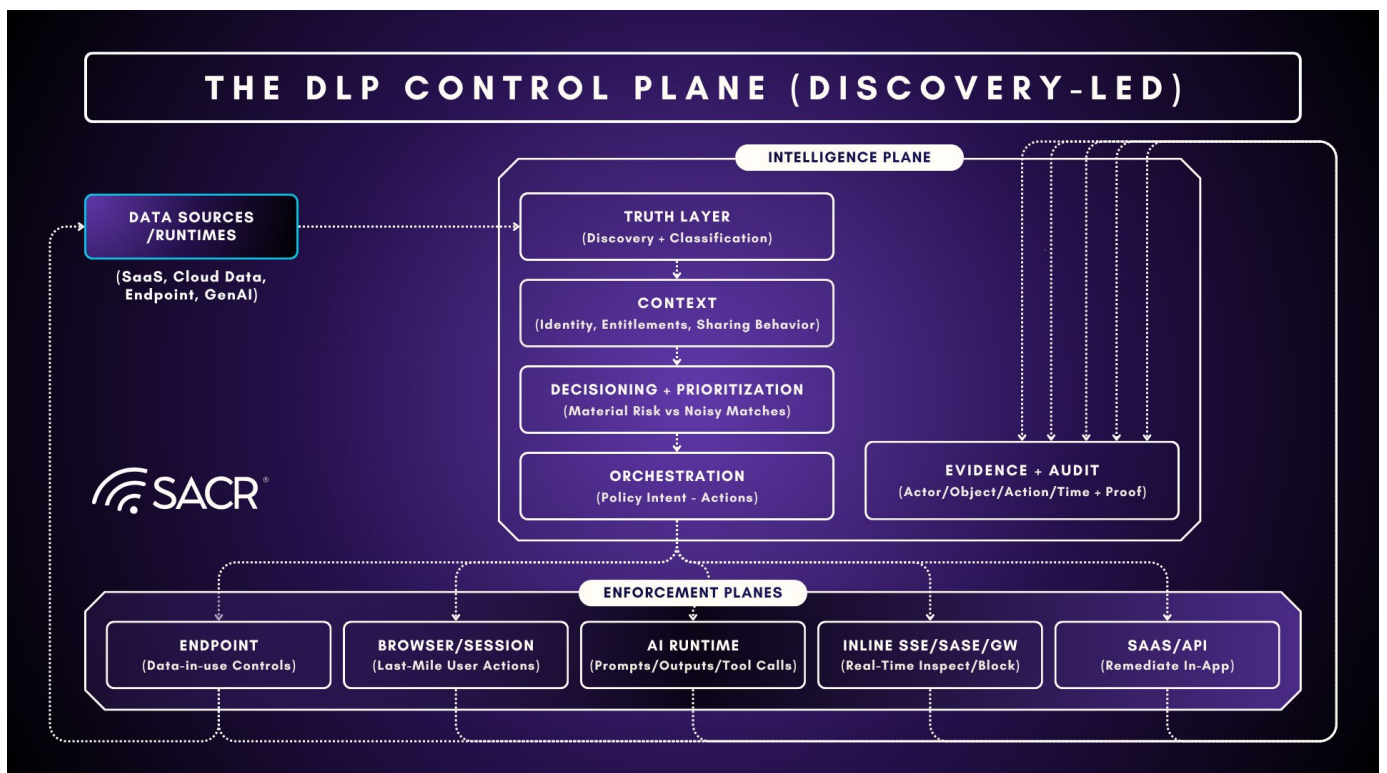 THE DLP CONTROL PLANE (DISCOVERY-LED)
INTELLIGENCE PLANE
DATA SOURCES
/RUNTIMES
(SaaS, Cloud Data,
Endpoint, GenAI)
TRUTH LAYER
(Discovery + Classification)
CONTEXT
(Identity, Entitlements, Sharing Behavior)
DECISIONING + PRIORITIZATION
(Material Risk vs Noisy Matches)
ORCHESTRATION
(Policy Intent - Actions)
EVIDENCE + AUDIT
(Actor/Object/Action/Time + Proof)
SACR®
ENFORCEMENT PLANES
ENDPOINT
(Data-in-use Controls)
BROWSER/SESSION
(Last-Mile User Actions)
AI RUNTIME
(Prompts/Outputs/Tool Calls)
INLINE SSE/SASE/GW
(Real-Time Inspect/Block)
SAAS/API
(Remediate In-App)